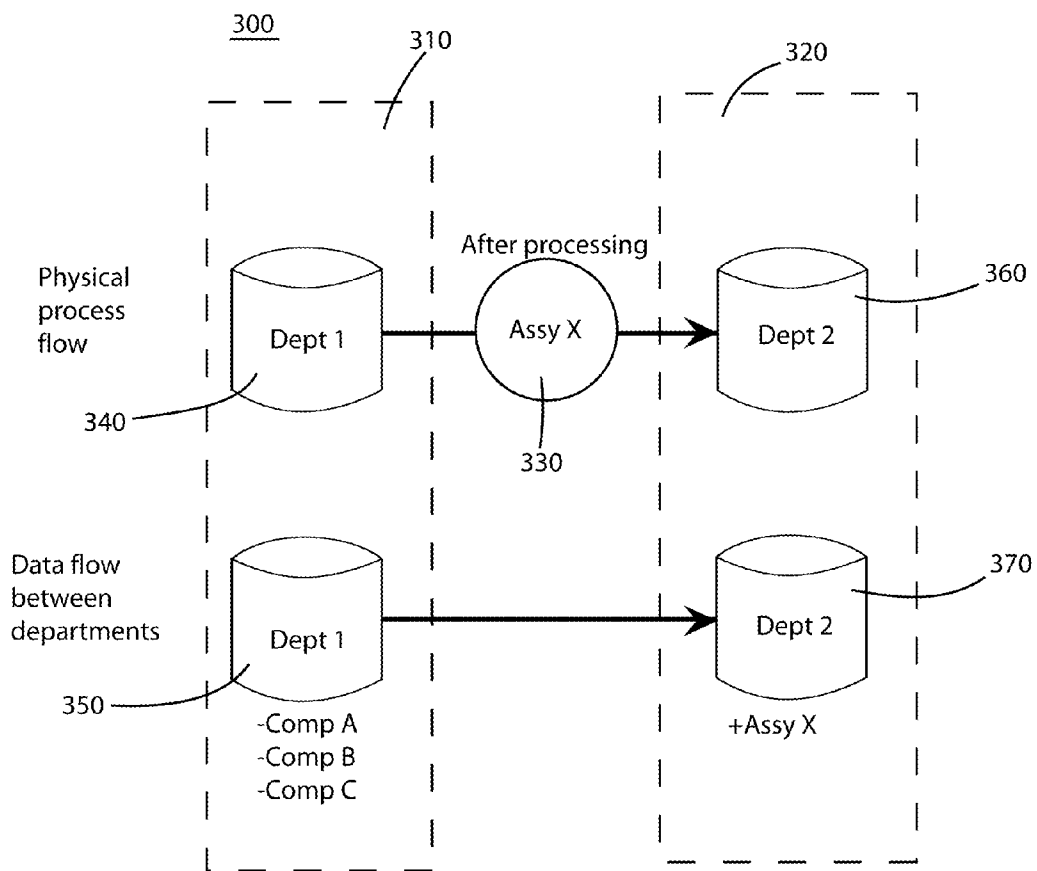 300
310
320
After processing
Physical
process
flow
Dept 1
Assy X
Dept 2
360
340
330
Data flow
between
departments
Dept 1
Dept 2
370
350
-Comp A
-Comp B
-Comp C
+Assy X